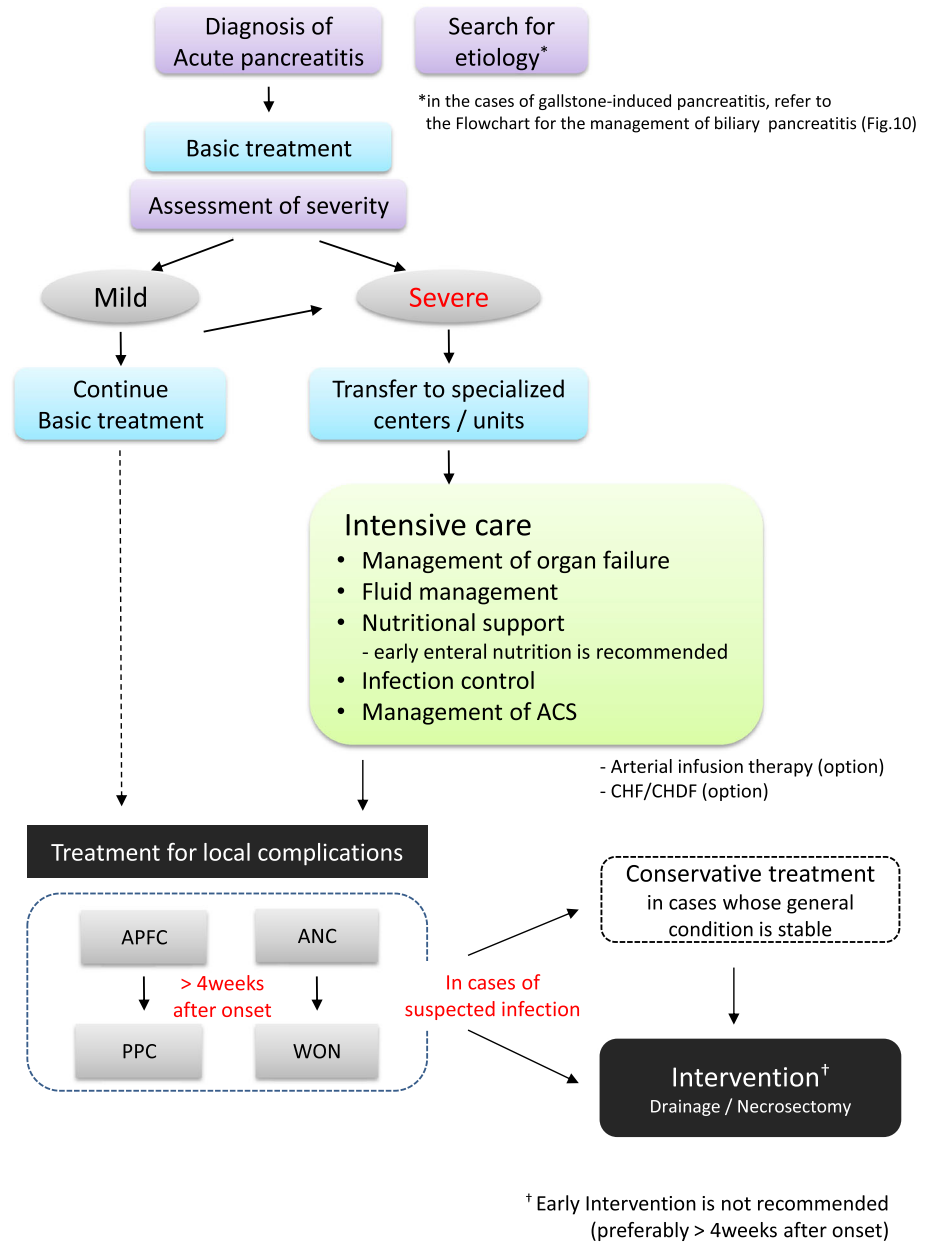 Diagnosis of
Acute pancreatitis
Search for
etiology*
*in the cases of gallstone-induced pancreatitis, refer to
the Flowchart for the management of biliary pancreatitis (Fig.10)
Basic treatment
Assessment of severity
Mild
Severe
Continue
Basic treatment
Transfer to specialized
centers / units
Intensive care
• Management of organ failure
• Fluid management
• Nutritional support
- early enteral nutrition is recommended
• Infection control
• Management of ACS
- Arterial infusion therapy (option)
- CHF/CHDF (option)
Treatment for local complications
APFC
ANC
> 4weeks
after onset
PPC
WON
In cases of
suspected infection
Conservative treatment
in cases whose general
condition is stable
Intervention†
Drainage / Necrosectomy
† Early Intervention is not recommended
(preferably > 4weeks after onset)